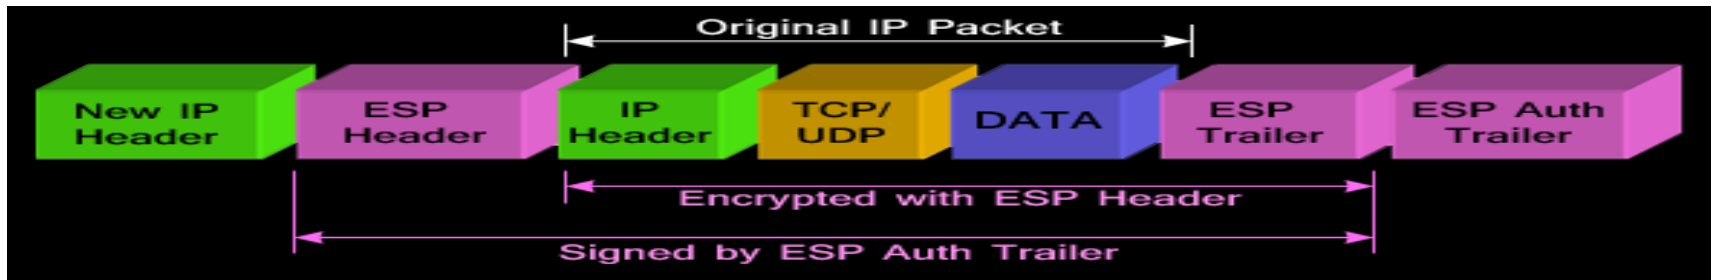 Original IP Packet
New IP
Header
ESP
Header
IP
Header
TCP/
UDP
DATA
ESP
Trailer
ESP Auth
Trailer
Encrypted with ESP Header
Signed by ESP Auth Trailer